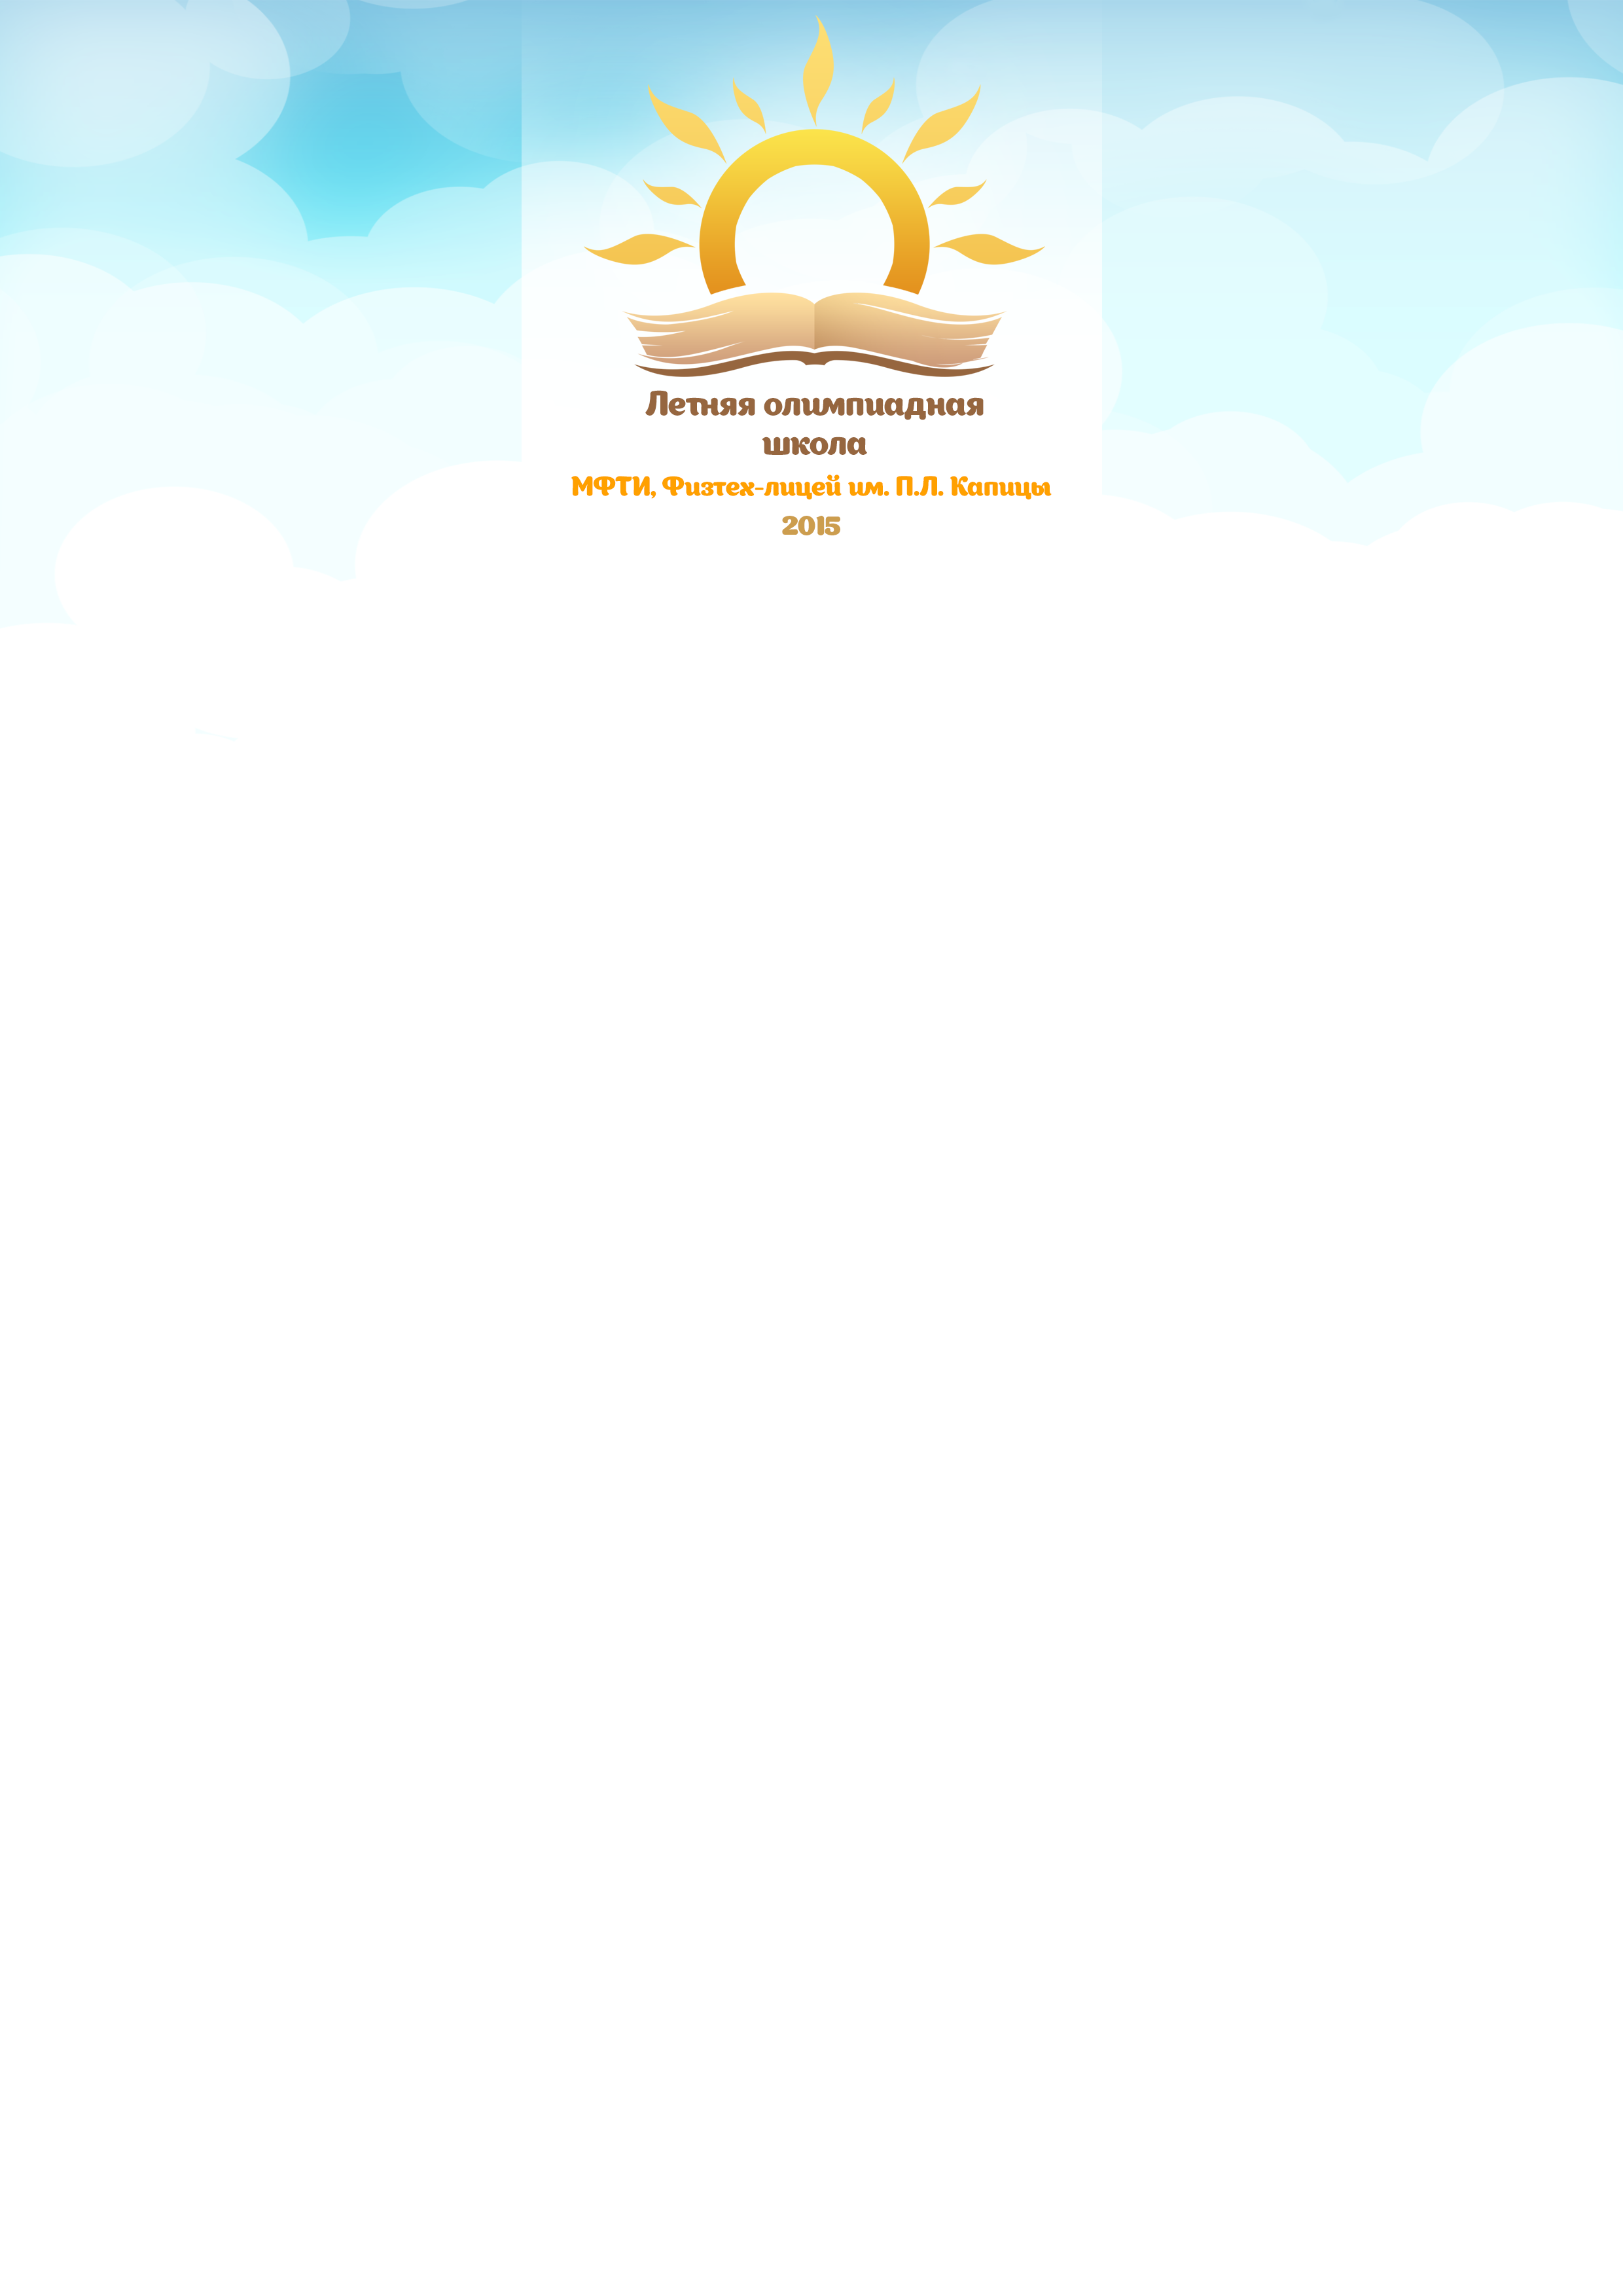 Летняя олимпиадная
школа
МФТИ, Физтех-лицей им. П.Л. Капицы
2015